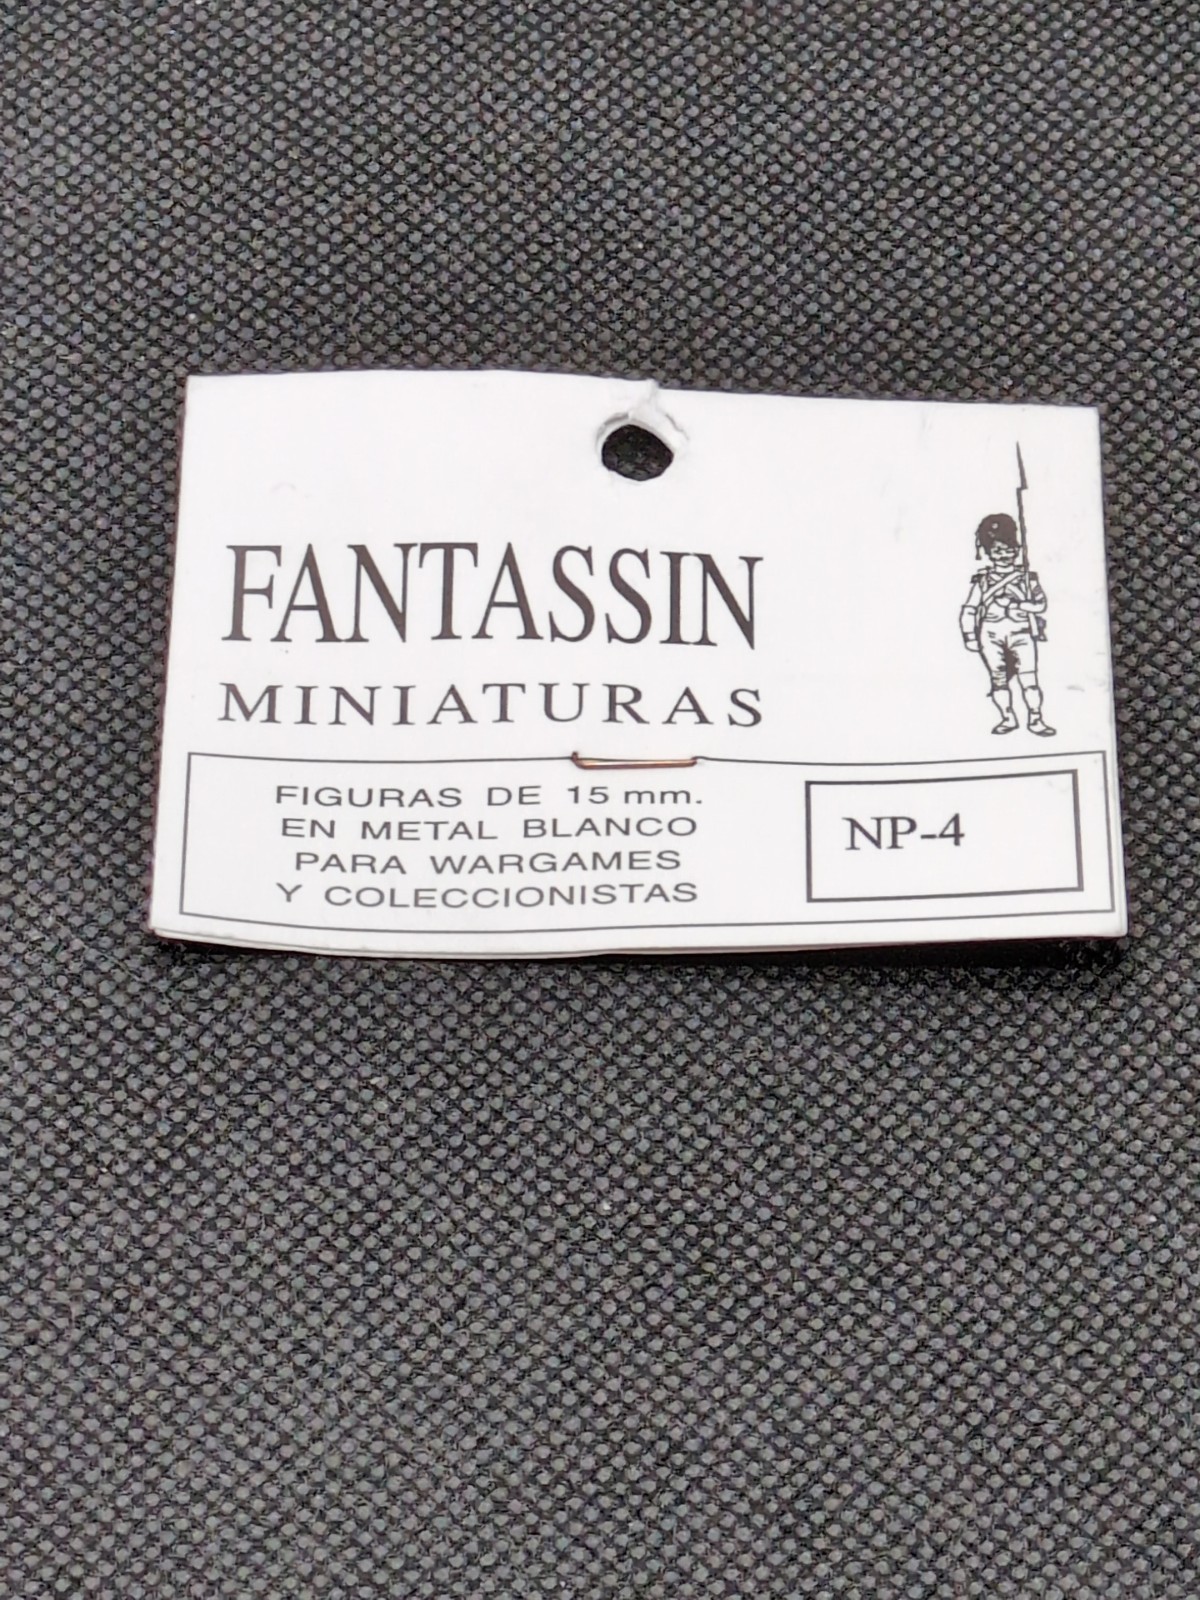 FANTASSIN
MINIATURAS
FIGURAS DE 15 mm.
EN METAL BLANCO
PARA WARGAMES
Y COLECCIONISTAS
NP-4